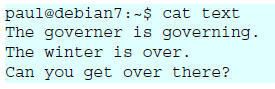 paul@debian7:~$ cat text
The governer is governing.
The winter is over.
Can you get over there?